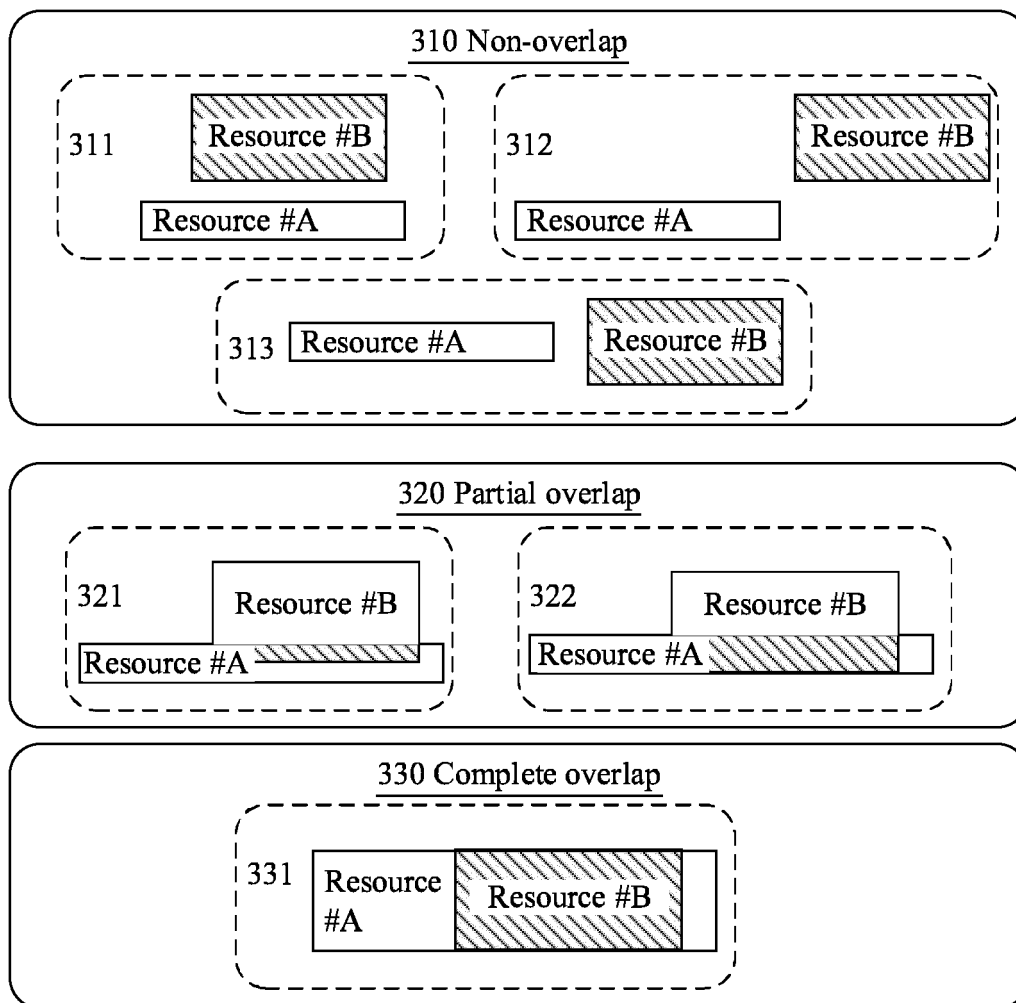 310 Non-overlap
311
Resource #B
Resource #A
312
Resource #B
Resource #A
313
Resource #A
Resource #B
320 Partial overlap
321
Resource #B
Resource #A
322
Resource #B
Resource #A
330 Complete overlap
331
Resource
#A
Resource #B